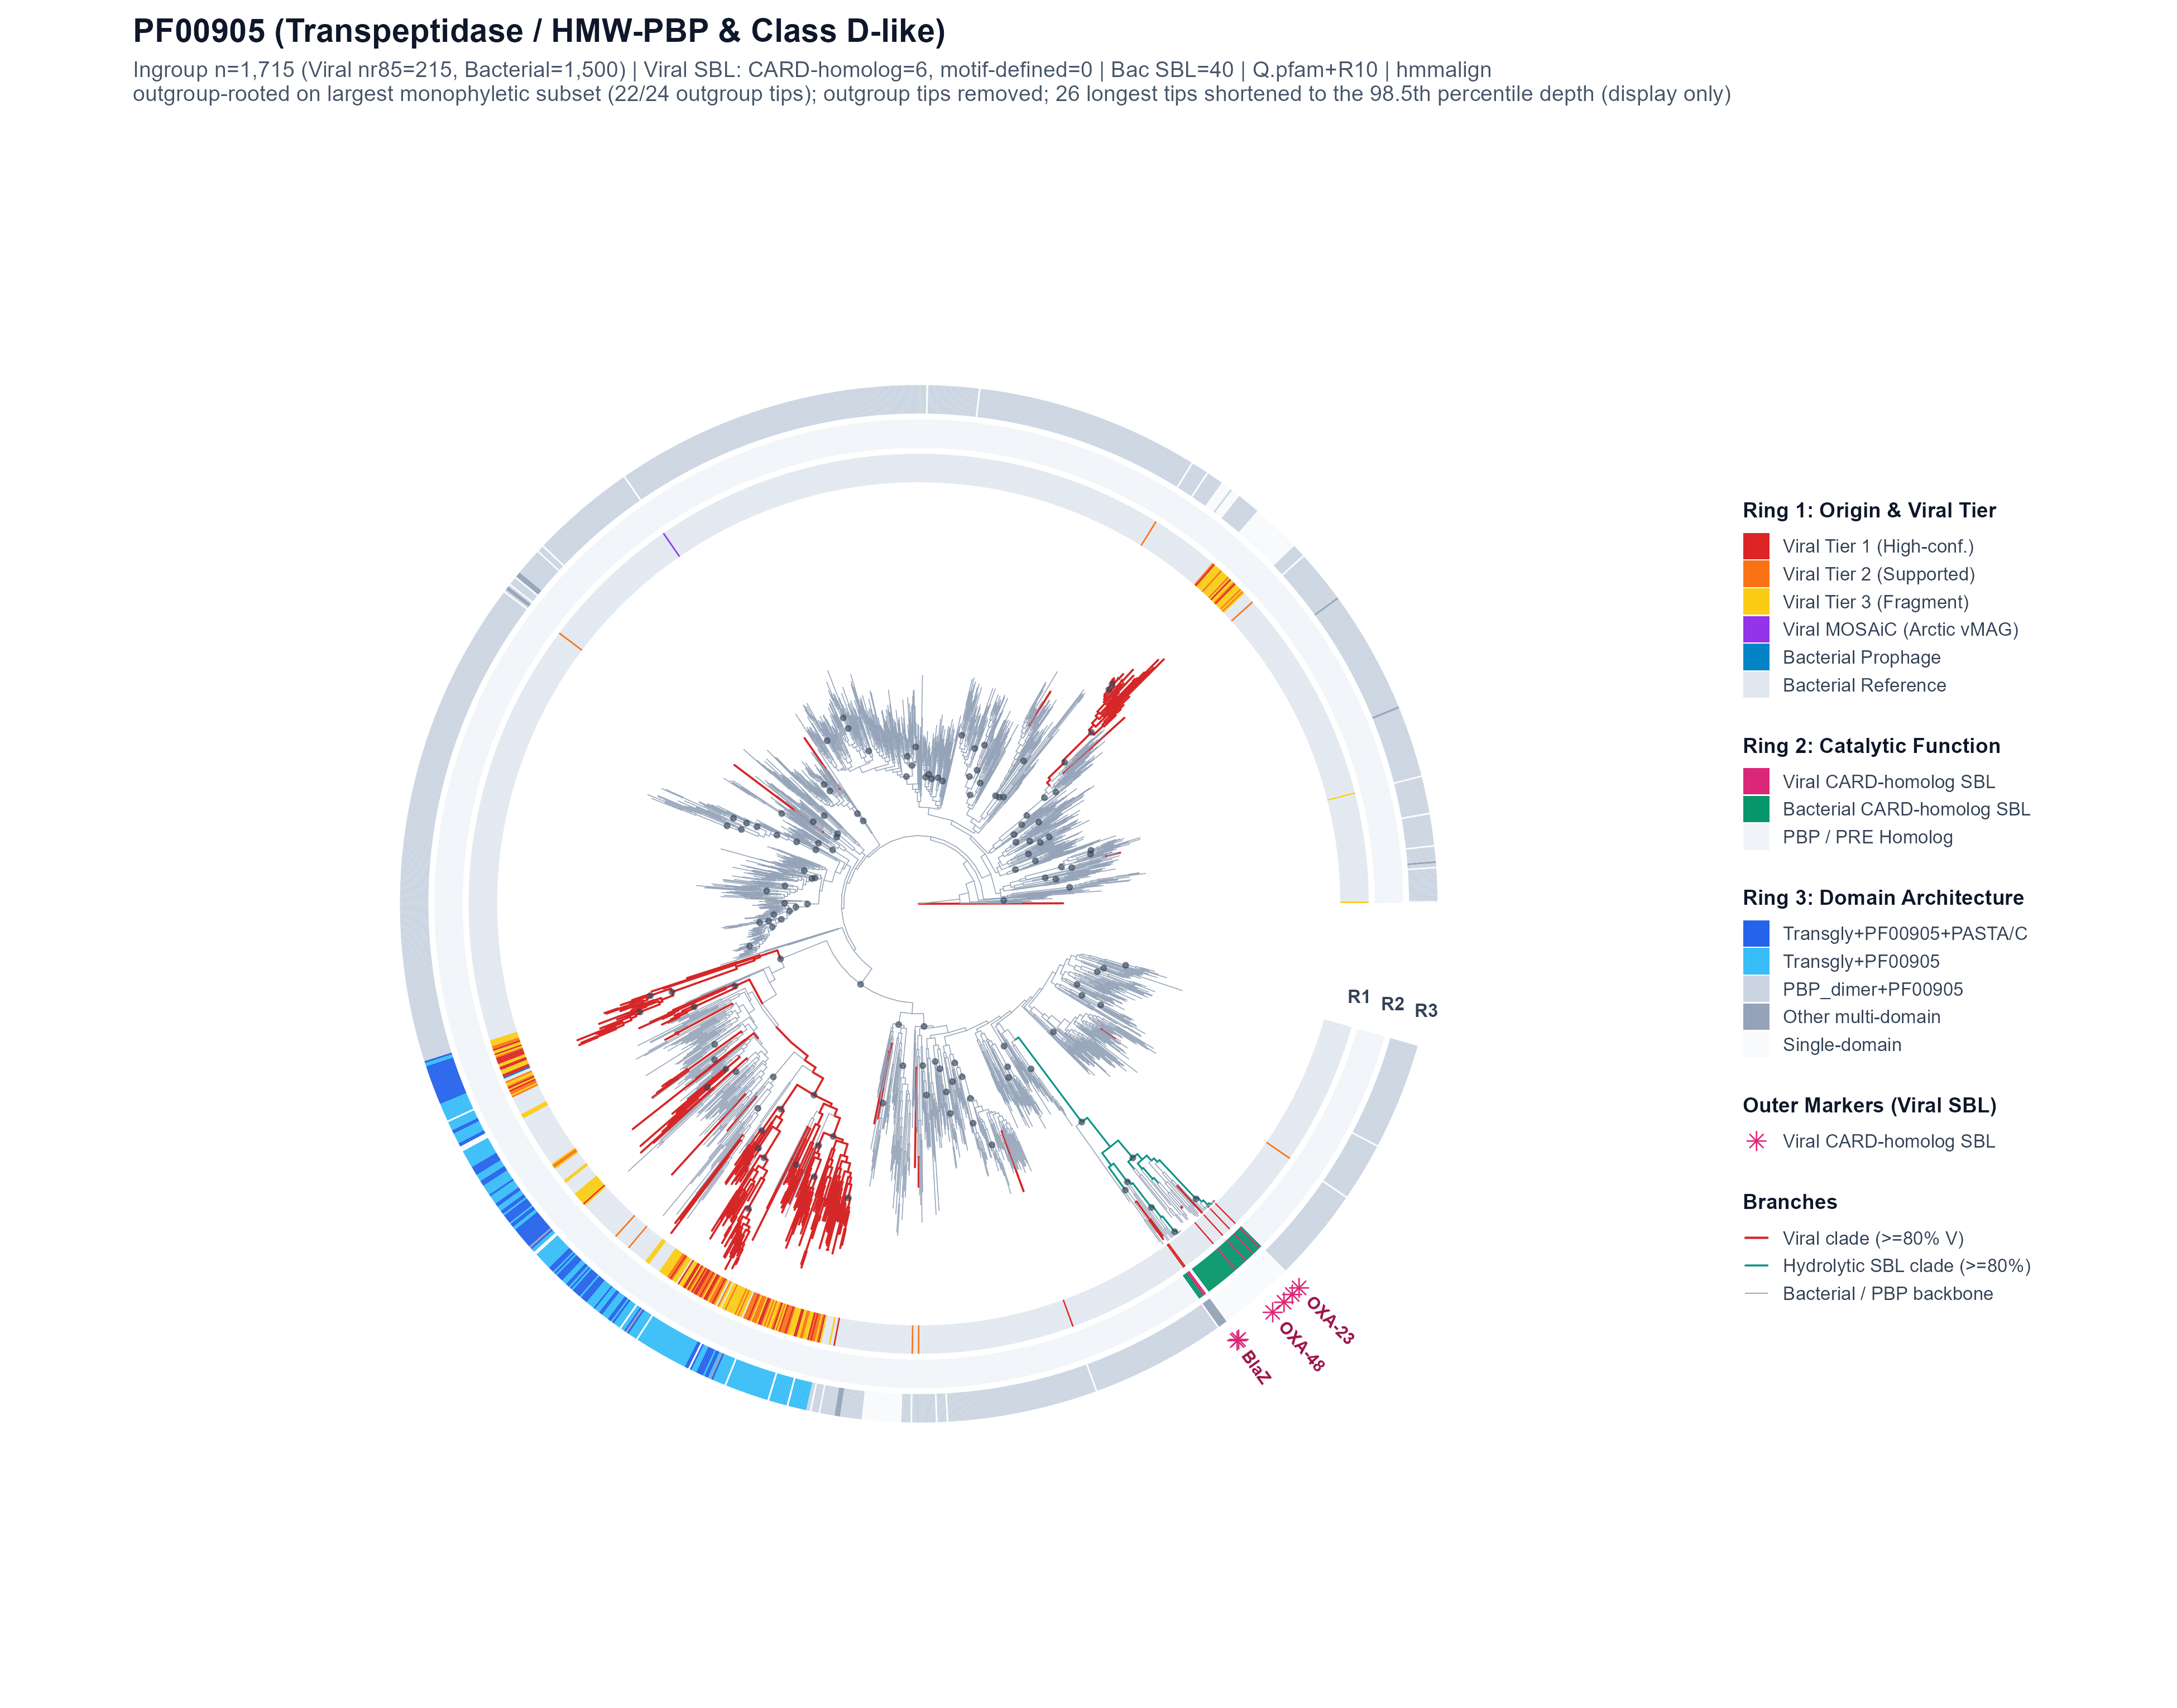 PF00905 (Transpeptidase / HMW-PBP & Class D-like)
Ingroup n=1,715 (Viral nr85=215, Bacterial=1,500) | Viral SBL: CARD-homolog=6, motif-defined=0 | Bac SBL=40 | Q.pfam+R10 | hmmalign
outgroup-rooted on largest monophyletic subset (22/24 outgroup tips); outgroup tips removed; 26 longest tips shortened to the 98.5th percentile depth (display only)
Ring 1: Origin & Viral Tier
Viral Tier 1 (High-conf.)
Viral Tier 2 (Supported)
Viral Tier 3 (Fragment)
Viral MOSAiC (Arctic vMAG)
Bacterial Prophage
Bacterial Reference
Ring 2: Catalytic Function
Viral CARD-homolog SBL
Bacterial CARD-homolog SBL
PBP / PRE Homolog
Ring 3: Domain Architecture
Transgly+PF00905+PASTA/C
Transgly+PF00905
PBP_dimer+PF00905
Other multi-domain
Single-domain
Outer Markers (Viral SBL)
Viral CARD-homolog SBL
Branches
Viral clade (>=80% V)
Hydrolytic SBL clade (>=80%)
Bacterial / PBP backbone
R1 R2 R3
OXA-23
OXA-48
BlaZ